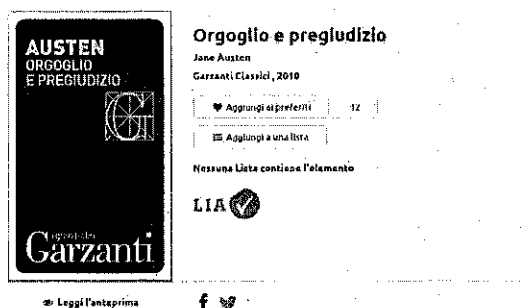 AUSTEN
ORGOGLIO
E PREGIUDIZIO
G
Garzanti
Leggi l'anteprima
Orgoglio e pregiudizio
Jane Austen
Garzanti Classici, 2010
Aggiungi ai preferiti 12
Aggiungi a una lista
Nessuna Lista contiene l'elemento
LIA
f